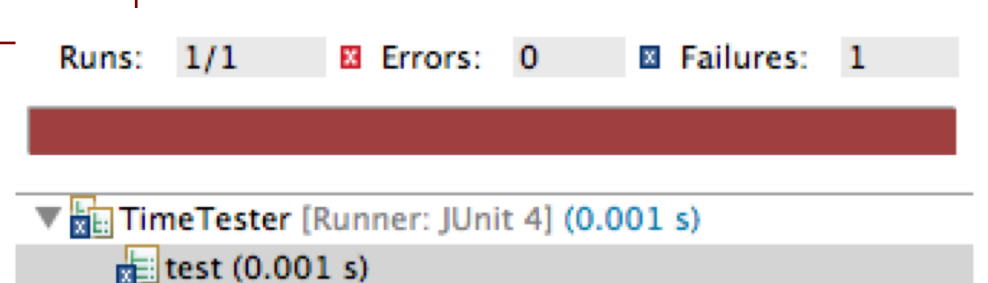 Runs: 1/1 x Errors: 0 x Failures: 1
TimeTester [Runner: JUnit 4] (0.001 s)
test (0.001 s)